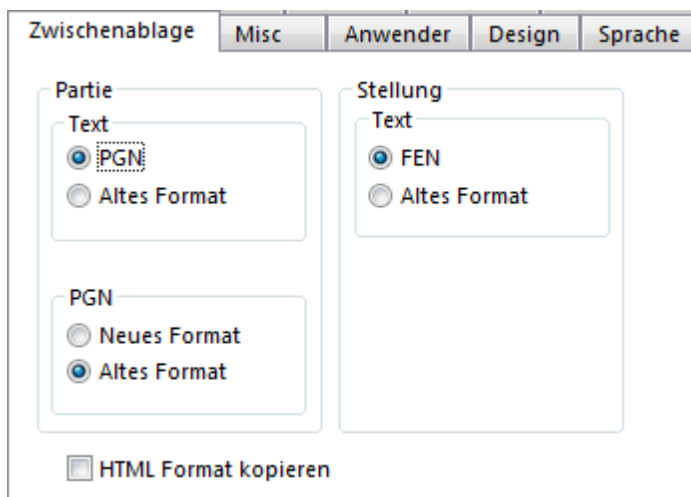 Zwischenablage Misc Anwender Design Sprache
Partie
Text
PGN
Altes Format
PGN
Neues Format
Altes Format
Stellung
Text
FEN
Altes Format
HTML Format kopieren